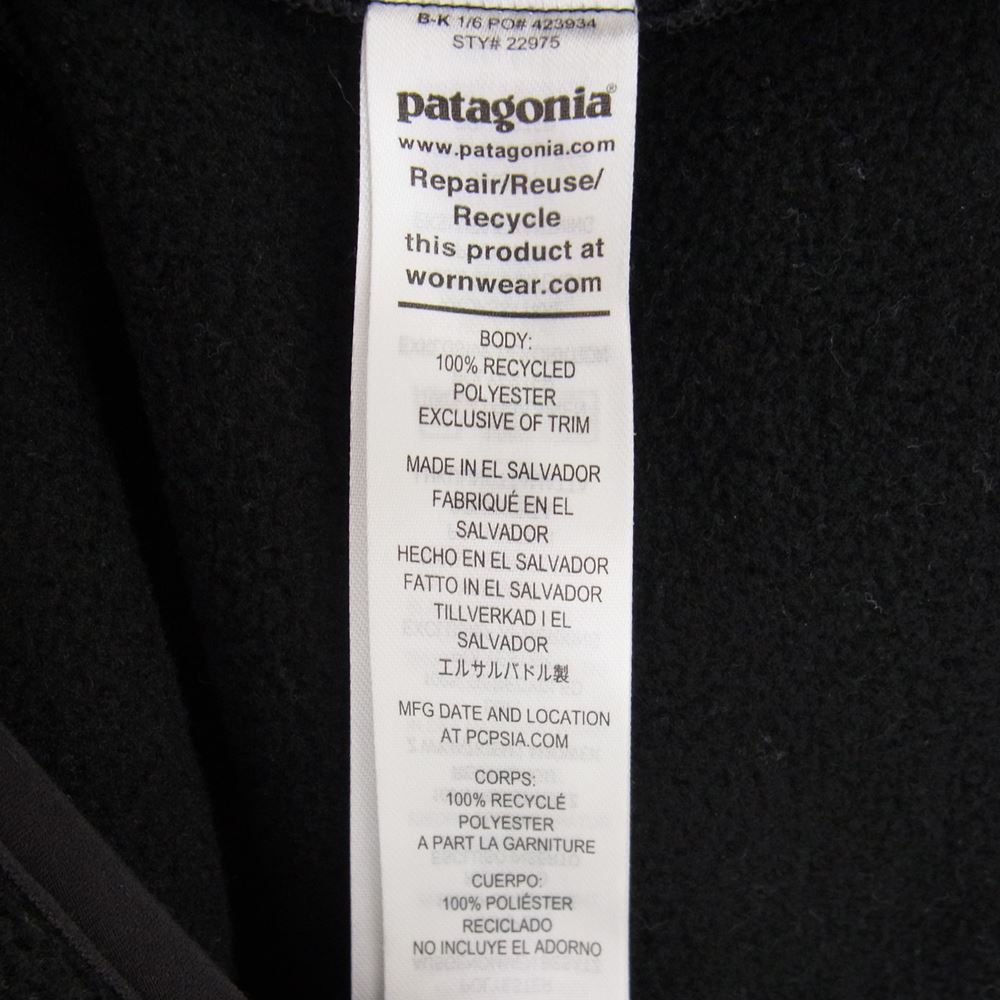 B-K 1/6 PO# 423934
STY# 22975
patagonia®
www.patagonia.com
Repair/Reuse/
Recycle
this product at
wornwear.com
BODY:
100% RECYCLED
POLYESTER
EXCLUSIVE OF TRIM
MADE IN EL SALVADOR
FABRIQUÉ EN EL
SALVADOR
HECHO EN EL SALVADOR
FATTO IN EL SALVADOR
TILLVERKAD I EL
SALVADOR
エルサルバドル製
MFG DATE AND LOCATION
AT PCPSIA.COM
CORPS:
100% RECYCLÉ
POLYESTER
A PART LA GARNITURE
CUERPO:
100% POLIÉSTER
RECICLADO
NO INCLUYE EL ADORNO